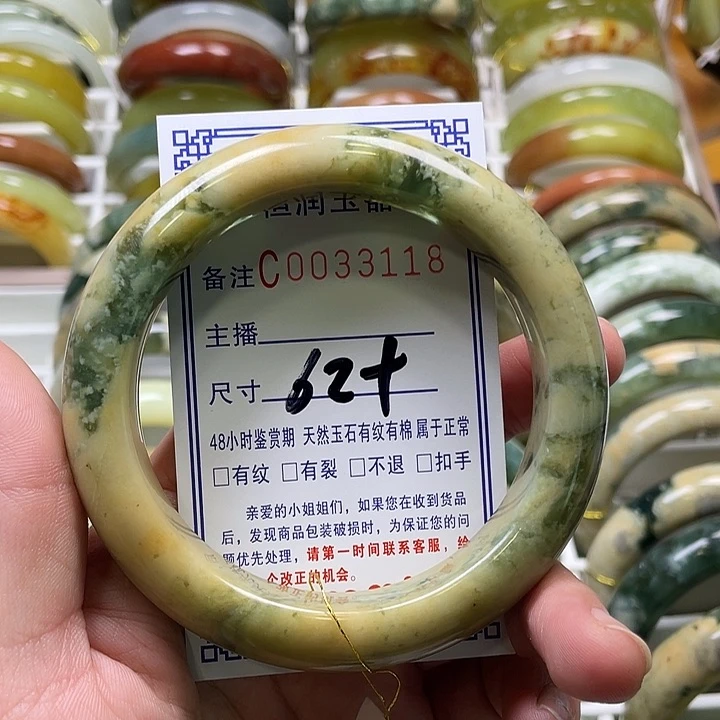 恒润玉器
备注C0033118
主播
尺寸 62+
48小时鉴赏期 天然玉石有纹有棉 属于正常
□有纹 □有裂 □不退 □扣手
亲爱的小姐姐们，如果您在收到货品
后，发现商品包装破损时，为保证您的问
题优先处理，请第一时间联系客服，给
个改正的机会。